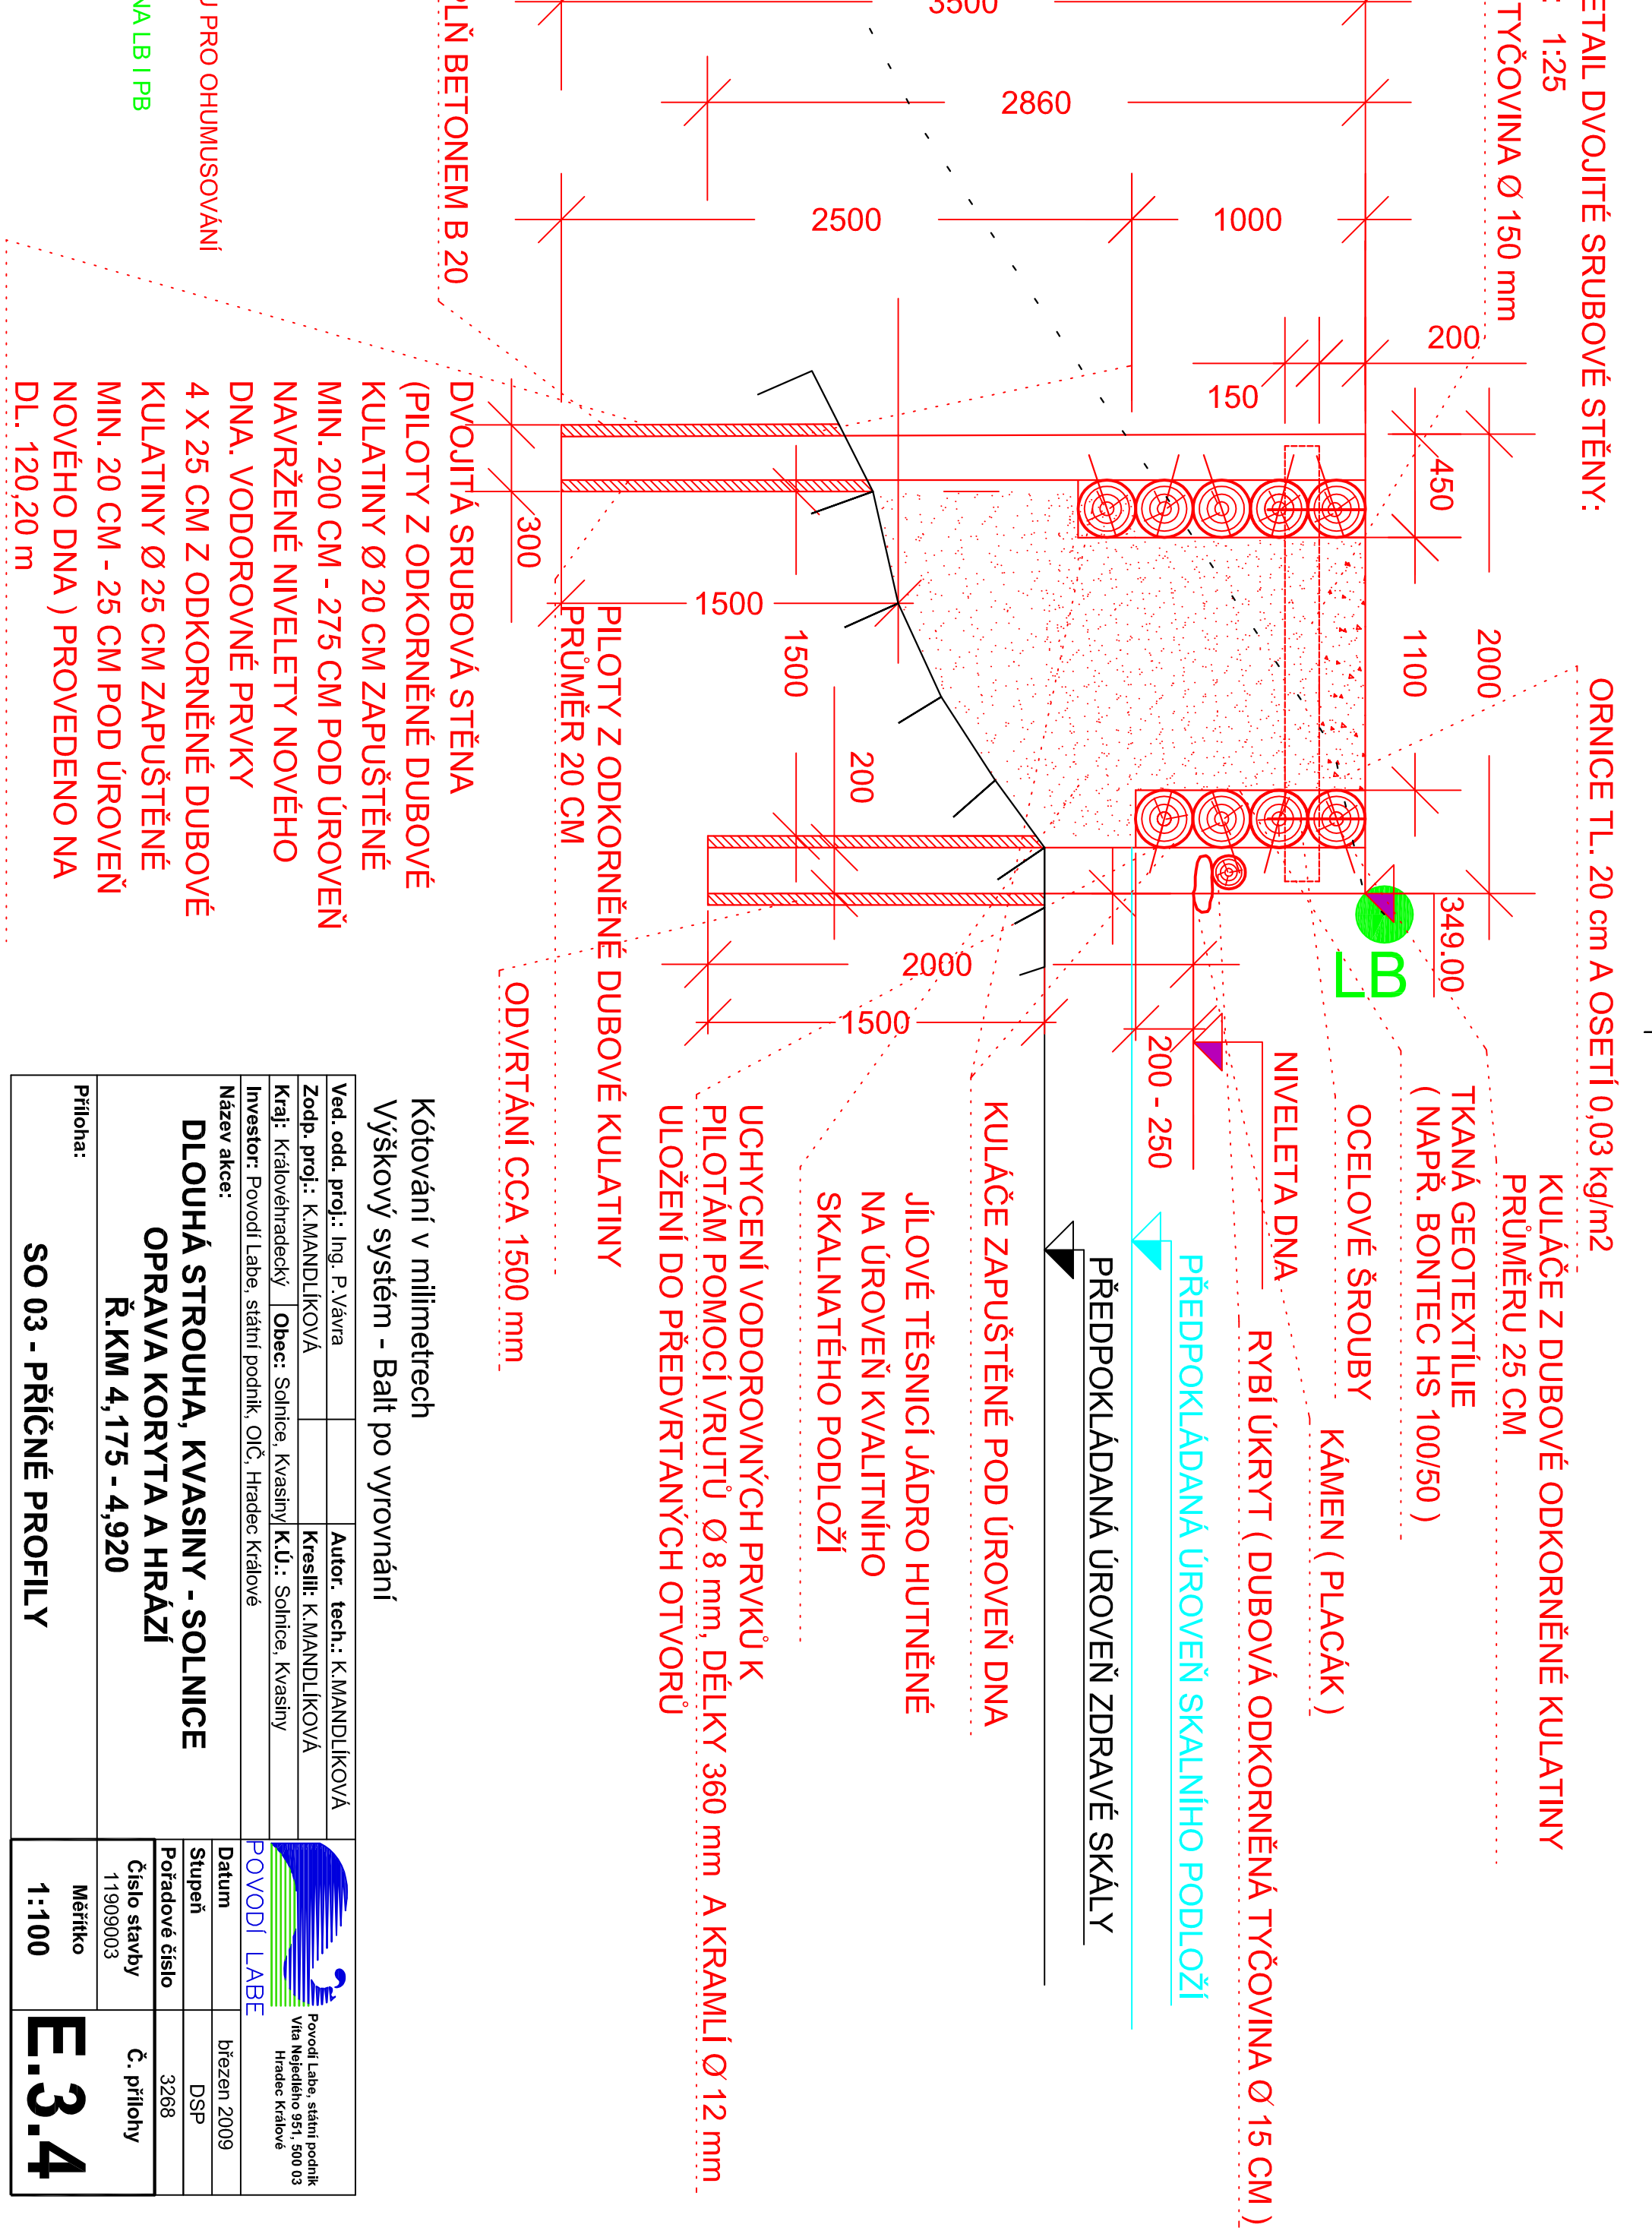 ETAIL DVOJITÉ SRUBOVÉ STĚNY:
: 1:25
TYČOVINA Ø 150 mm
ORNICE TL. 20 cm A OSETÍ 0,03 kg/m2
KULÁČE Z DUBOVÉ ODKORNĚNÉ KULATINY
PRŮMĚRU 25 CM
TKANÁ GEOTEXTÍLIE
( NAPŘ. BONTEC HS 100/50 )
OCELOVÉ ŠROUBY
KÁMEN ( PLACÁK )
NIVELETA DNA
RYBÍ ÚKRYT ( DUBOVÁ ODKORNĚNÁ TYČOVINA Ø 15 CM )
PŘEDPOKLÁDANÁ ÚROVEŇ SKALNÍHO PODLOŽÍ
PŘEDPOKLÁDANÁ ÚROVEŇ ZDRAVÉ SKÁLY
KULÁČE ZAPUŠTĚNÉ POD ÚROVEŇ DNA
JÍLOVÉ TĚSNICÍ JÁDRO HUTNĚNÉ
NA ÚROVEŇ KVALITNÍHO
SKALNATÉHO PODLOŽÍ
UCHYCENÍ VODOROVNÝCH PRVKŮ K
PILOTÁM POMOCÍ VRUTŮ Ø 8 mm, DÉLKY 360 mm A KRAMLÍ Ø 12 mm
ULOŽENÍ DO PŘEDVRTANÝCH OTVORŮ
PILOTY Z ODKORNĚNÉ DUBOVÉ KULATINY
PRŮMĚR 20 CM
ODVRTÁNÍ CCA 1500 mm
349.00
LB
2000
450
1100
200
150
1000
2500
2860
3500
200 - 250
2000
1500
200
1500
1500
300
PLŇ BETONEM B 20
U PRO OHUMUSOVÁNÍ
NA LB I PB
DVOJITÁ SRUBOVÁ STĚNA
(PILOTY Z ODKORNĚNÉ DUBOVÉ
KULATINY Ø 20 CM ZAPUŠTĚNÉ
MIN. 200 CM - 275 CM POD ÚROVEŇ
NAVRŽENÉ NIVELETY NOVÉHO
DNA. VODOROVNÉ PRVKY
4 X 25 CM Z ODKORNĚNÉ DUBOVÉ
KULATINY Ø 25 CM ZAPUŠTĚNÉ
MIN. 20 CM - 25 CM POD ÚROVEŇ
NOVÉHO DNA ) PROVEDENO NA
DL. 120,20 m
Kótování v milimetrech
Výškový systém - Balt po vyrovnání
Ved. odd. proj.: Ing. P.Vávra
Autor. tech.: K.MANDLÍKOVÁ
Zodp. proj.: K.MANDLÍKOVÁ
Kreslil: K.MANDLÍKOVÁ
Kraj: Královéhradecký
Obec: Solnice, Kvasiny
K.Ú.: Solnice, Kvasiny
Investor: Povodí Labe, státní podnik, OIČ, Hradec Králové
Název akce:
DLOUHÁ STROUHA, KVASINY - SOLNICE
OPRAVA KORYTA A HRÁZÍ
Ř.KM 4,175 - 4,920
Příloha:
SO 03 - PŘÍČNÉ PROFILY
POVODÍ LABE
Povodí Labe, státní podnik
Víta Nejedlého 951, 500 03
Hradec Králové
Datum březen 2009
Stupeň DSP
Pořadové číslo 3268
Číslo stavby
119090003
Č. přílohy
Měřítko
1:100
E.3.4